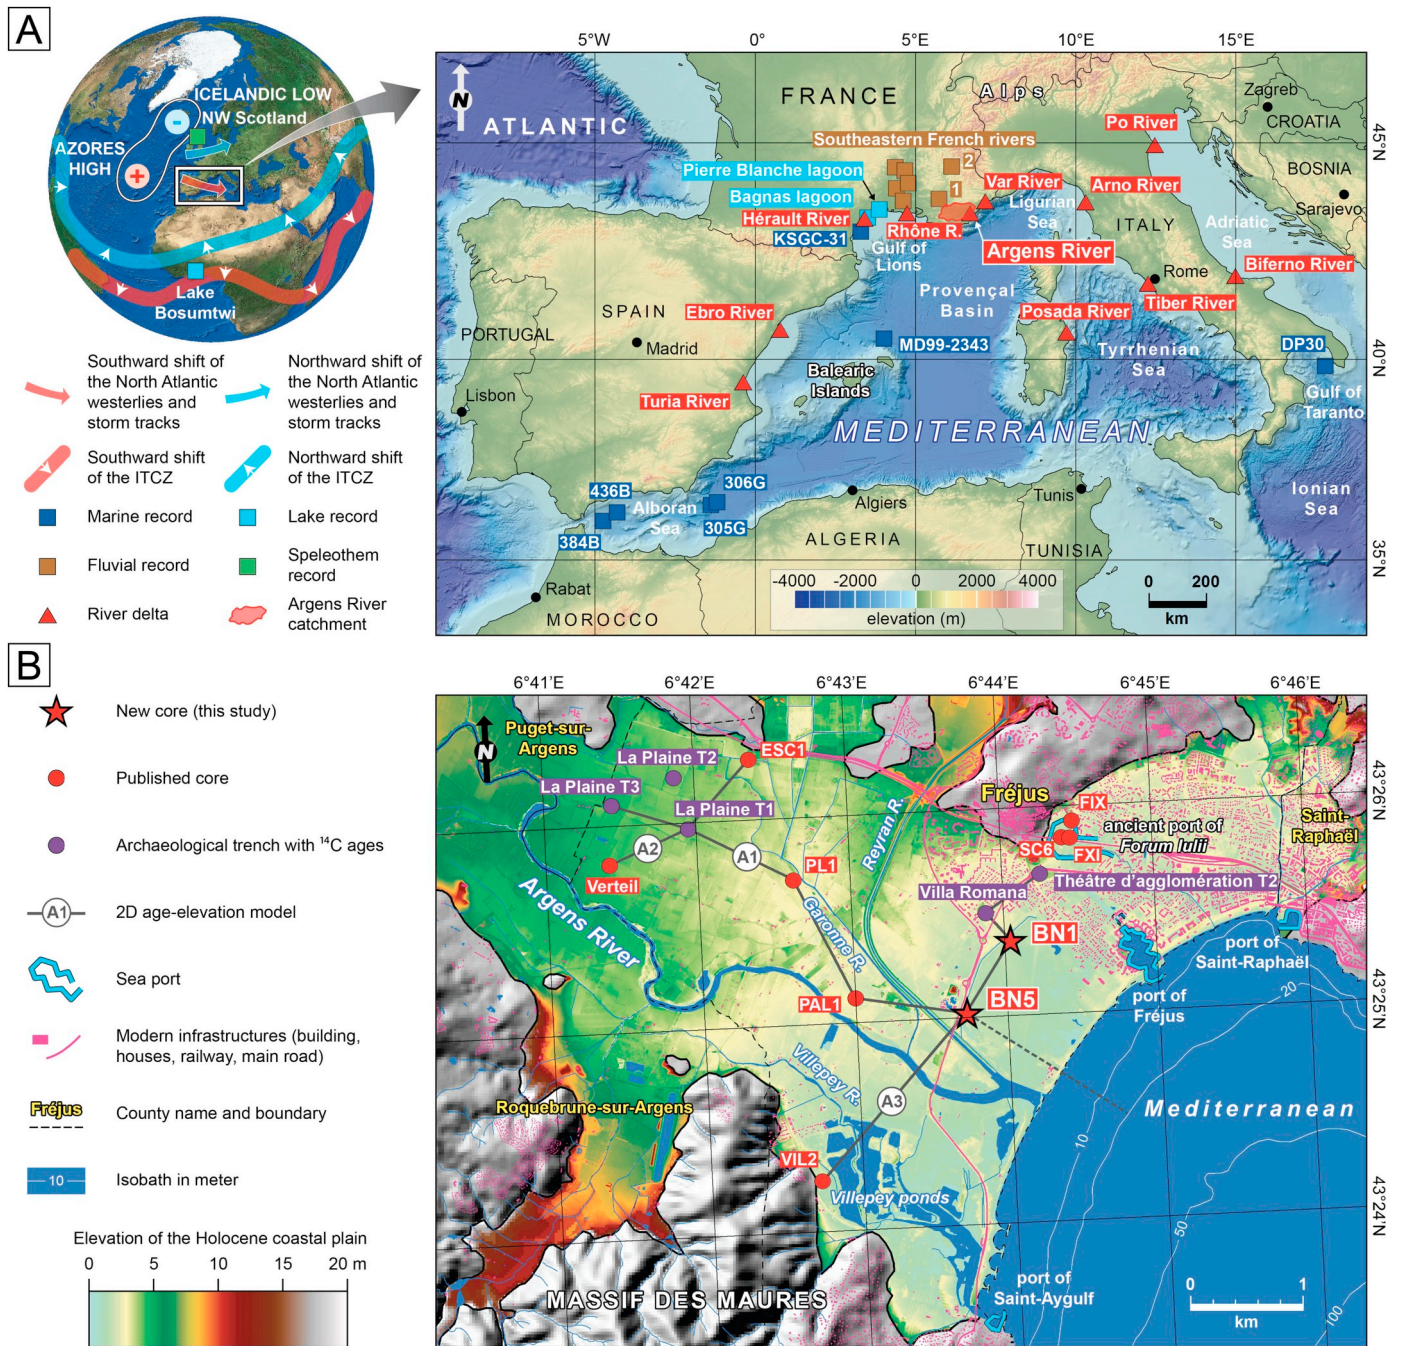 A
ICELANDIC LOW
NW Scotland
AZORES
HIGH
-
+
Lake
Bosumtwi
Southward shift of
the North Atlantic
westerlies and
storm tracks
Northward shift of
the North Atlantic
westerlies and
storm tracks
Southward shift
of the ITCZ
Northward shift
of the ITCZ
Marine record
Lake record
Fluvial record
Speleothem
record
River delta
Argens River
catchment
5°W
0°
5°E
10°E
15°E
45°N
40°N
35°N
N
ATLANTIC
FRANCE
Alps
Zagreb
CROATIA
Po River
Southeastern French rivers
2
1
BOSNIA
Pierre Blanche lagoon
Bagnas lagoon
Var River
Arno River
Sarajevo
Hérault River
Ligurian
Sea
Rhône R.
KSGC-31
Gulf of
Lions
Argens River
ITALY
Adriatic
Sea
Rome
Biferno River
Provençal
Basin
Tiber River
SPAIN
Ebro River
Posada River
PORTUGAL
Madrid
MD99-2343
Tyrrhenian
Sea
DP30
Balearic
Islands
Lisbon
Turia River
Gulf of
Taranto
MEDITERRANEAN
436B
306G
Alboran
Sea
305G
384B
Algiers
Tunis
Ionian
Sea
ALGERIA
TUNISIA
Rabat
MOROCCO
-4000 -2000 0 2000 4000
elevation (m)
0 200
km
B
New core (this study)
Published core
Archaeological trench with ¹⁴C ages
A1
2D age-elevation model
Sea port
Modern infrastructures (building,
houses, railway, main road)
Fréjus
County name and boundary
10
Isobath in meter
Elevation of the Holocene coastal plain
0 5 10 15 20 m
6°41'E
6°42'E
6°43'E
6°44'E
6°45'E
6°46'E
43°26'N
43°25'N
43°24'N
N
Puget-sur-
Argens
La Plaine T2
ESC1
La Plaine T3
La Plaine T1
Reyran R.
Fréjus
FIX
Saint-
Raphaël
ancient port of
Forum Iulii
SC6
FXI
A2
A1
PL1
Verteil
Théâtre d'agglomération T2
Villa Romana
Argens River
Garonne R.
BN1
port of
Saint-Raphaël
BN5
PAL1
port of
Fréjus
20
Villepey R.
A3
Roquebrune-sur-Argens
Mediterranean
10
VIL2
Villepey ponds
50
port of
Saint-Aygulf
MASSIF DES MAURES
0 1
km
100